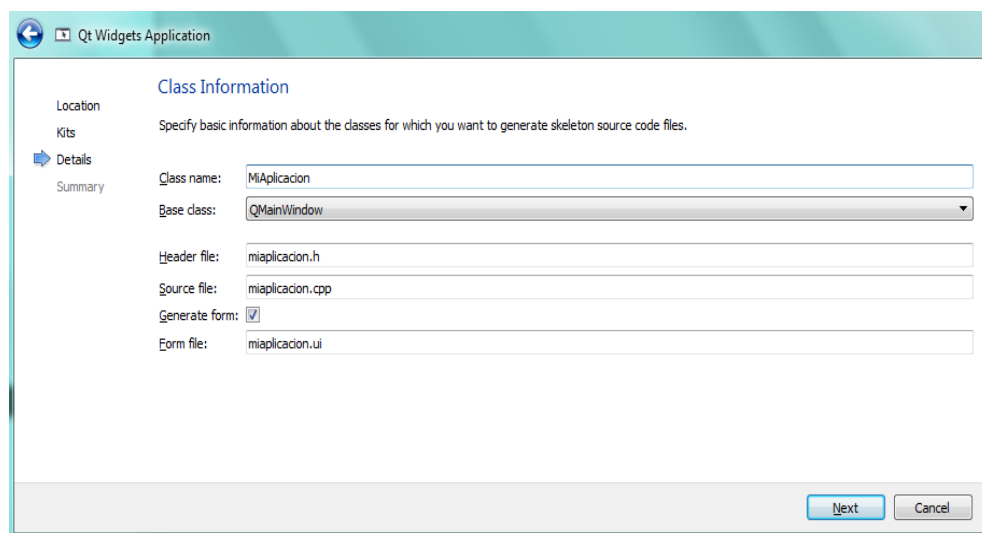 Qt Widgets Application
Location
Kits
Details
Summary
Class Information
Specify basic information about the classes for which you want to generate skeleton source code files.
Class name: MiAplicacion
Base class: QMainWindow
Header file: miaplicacion.h
Source file: miaplicacion.cpp
Generate form:
Form file: miaplicacion.ui
Next Cancel